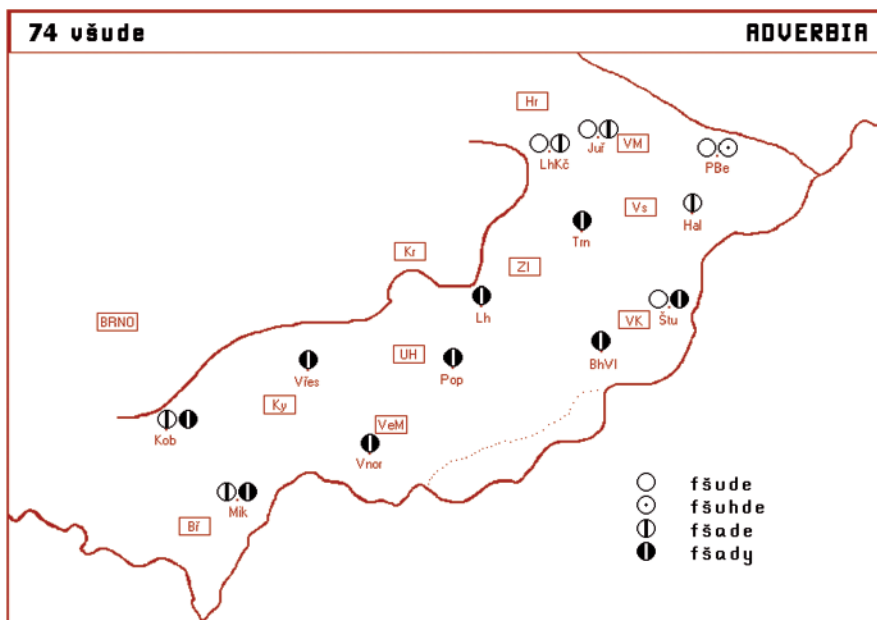 74 všude ADVERBIA
Hr
LhKč Juř VM PBe
Vs Hal
Trn
Kr Zl
Lh
BRNO VK Štu
Vřes UH Pop BhVl
Ky
Kob VeM
Vnor
Mik
Bř
fšude
fšuhde
fšade
fšady